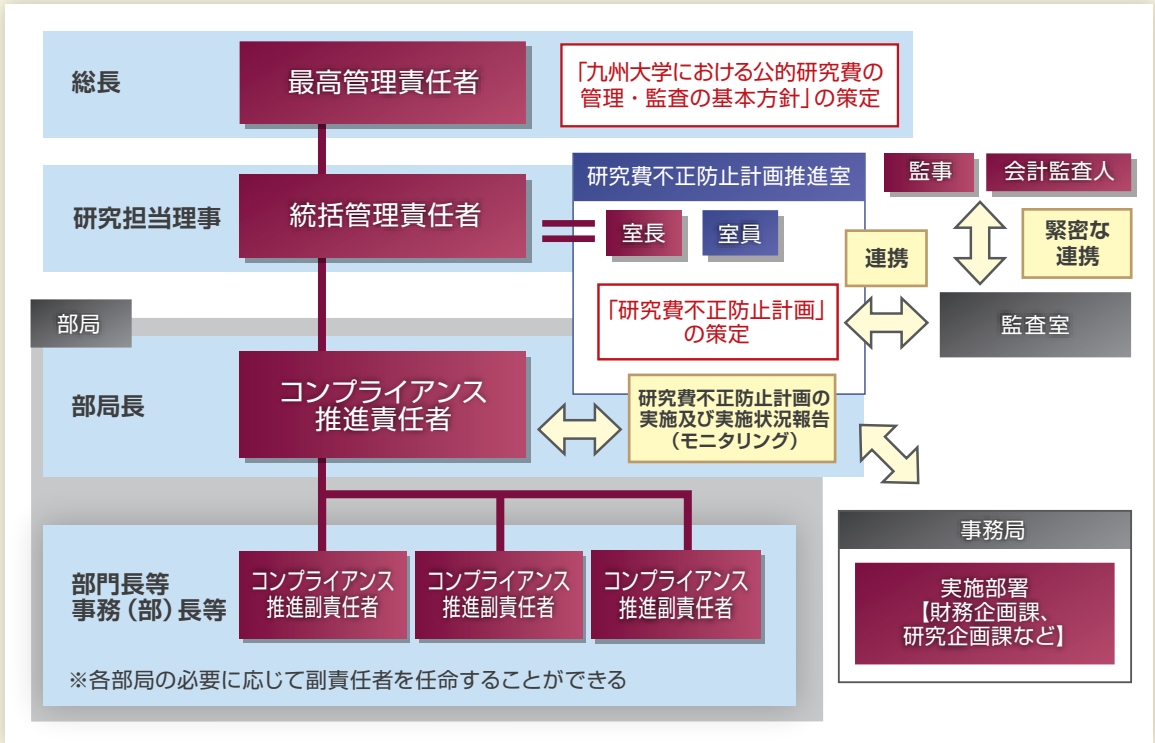 総長
最高管理責任者
「九州大学における公的研究費の
管理・監査の基本方針」の策定
研究担当理事
統括管理責任者
研究費不正防止計画推進室
室長
室員
「研究費不正防止計画」
の策定
監事
会計監査人
連携
緊密な
連携
監査室
部局
部局長
コンプライアンス
推進責任者
研究費不正防止計画の
実施及び実施状況報告
（モニタリング）
部門長等
事務（部）長等
コンプライアンス
推進副責任者
コンプライアンス
推進副責任者
コンプライアンス
推進副責任者
※各部局の必要に応じて副責任者を任命することができる
事務局
実施部署
【財務企画課、
研究企画課など】